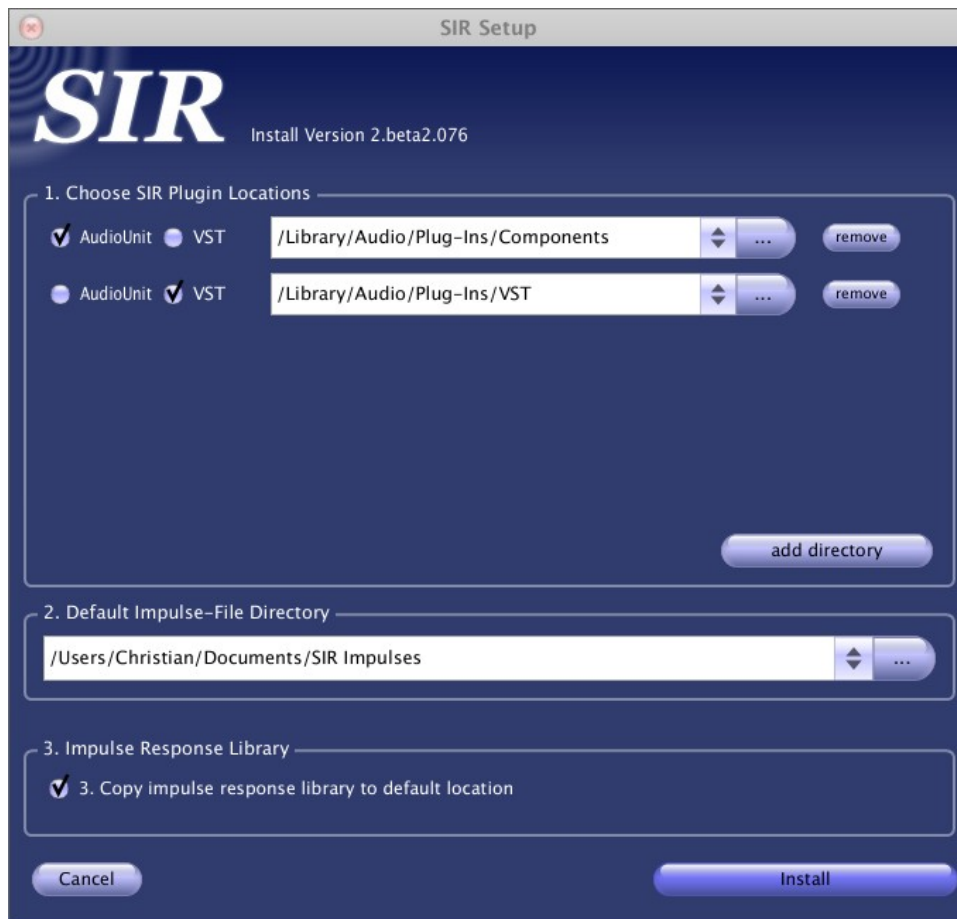 SIR Setup
SIR
Install Version 2.beta2.076
1. Choose SIR Plugin Locations
AudioUnit VST /Library/Audio/Plug-Ins/Components ... remove
AudioUnit VST /Library/Audio/Plug-Ins/VST ... remove
add directory
2. Default Impulse-File Directory
/Users/Christian/Documents/SIR Impulses ...
3. Impulse Response Library
3. Copy impulse response library to default location
Cancel Install